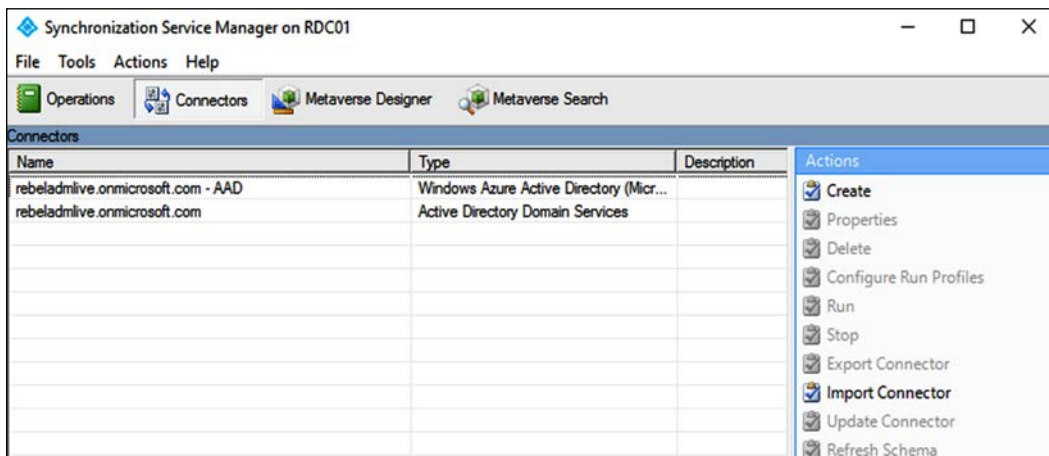 Synchronization Service Manager on RDC01
File Tools Actions Help
Operations Connectors Metaverse Designer Metaverse Search
Connectors
Name Type Description Actions
rebeladmlive.onmicrosoft.com - AAD Windows Azure Active Directory (Micr... Create
rebeladmlive.onmicrosoft.com Active Directory Domain Services Properties
Delete
Configure Run Profiles
Run
Stop
Export Connector
Import Connector
Update Connector
Refresh Schema